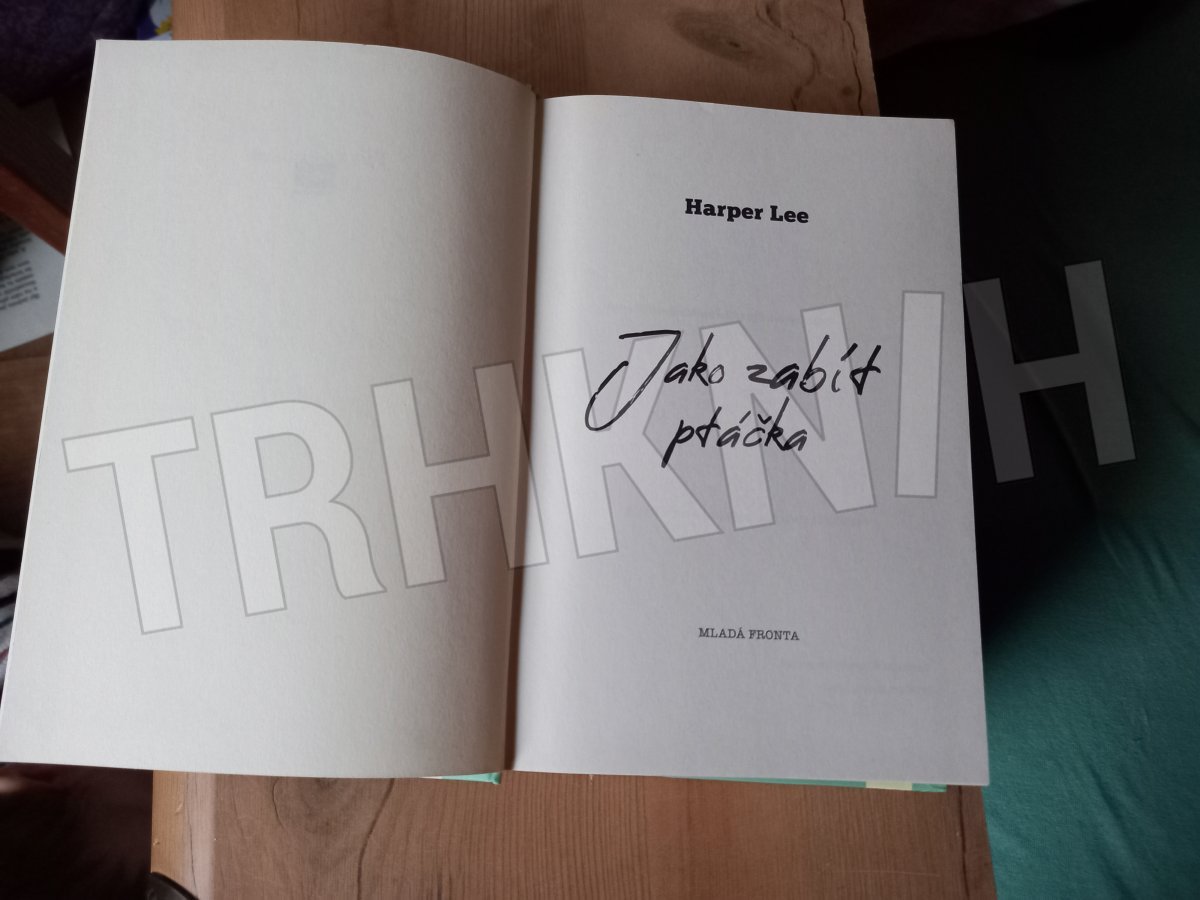 Harper Lee
Jako zabít
ptáčka
MLADÁ FRONTA
TRHKNIH